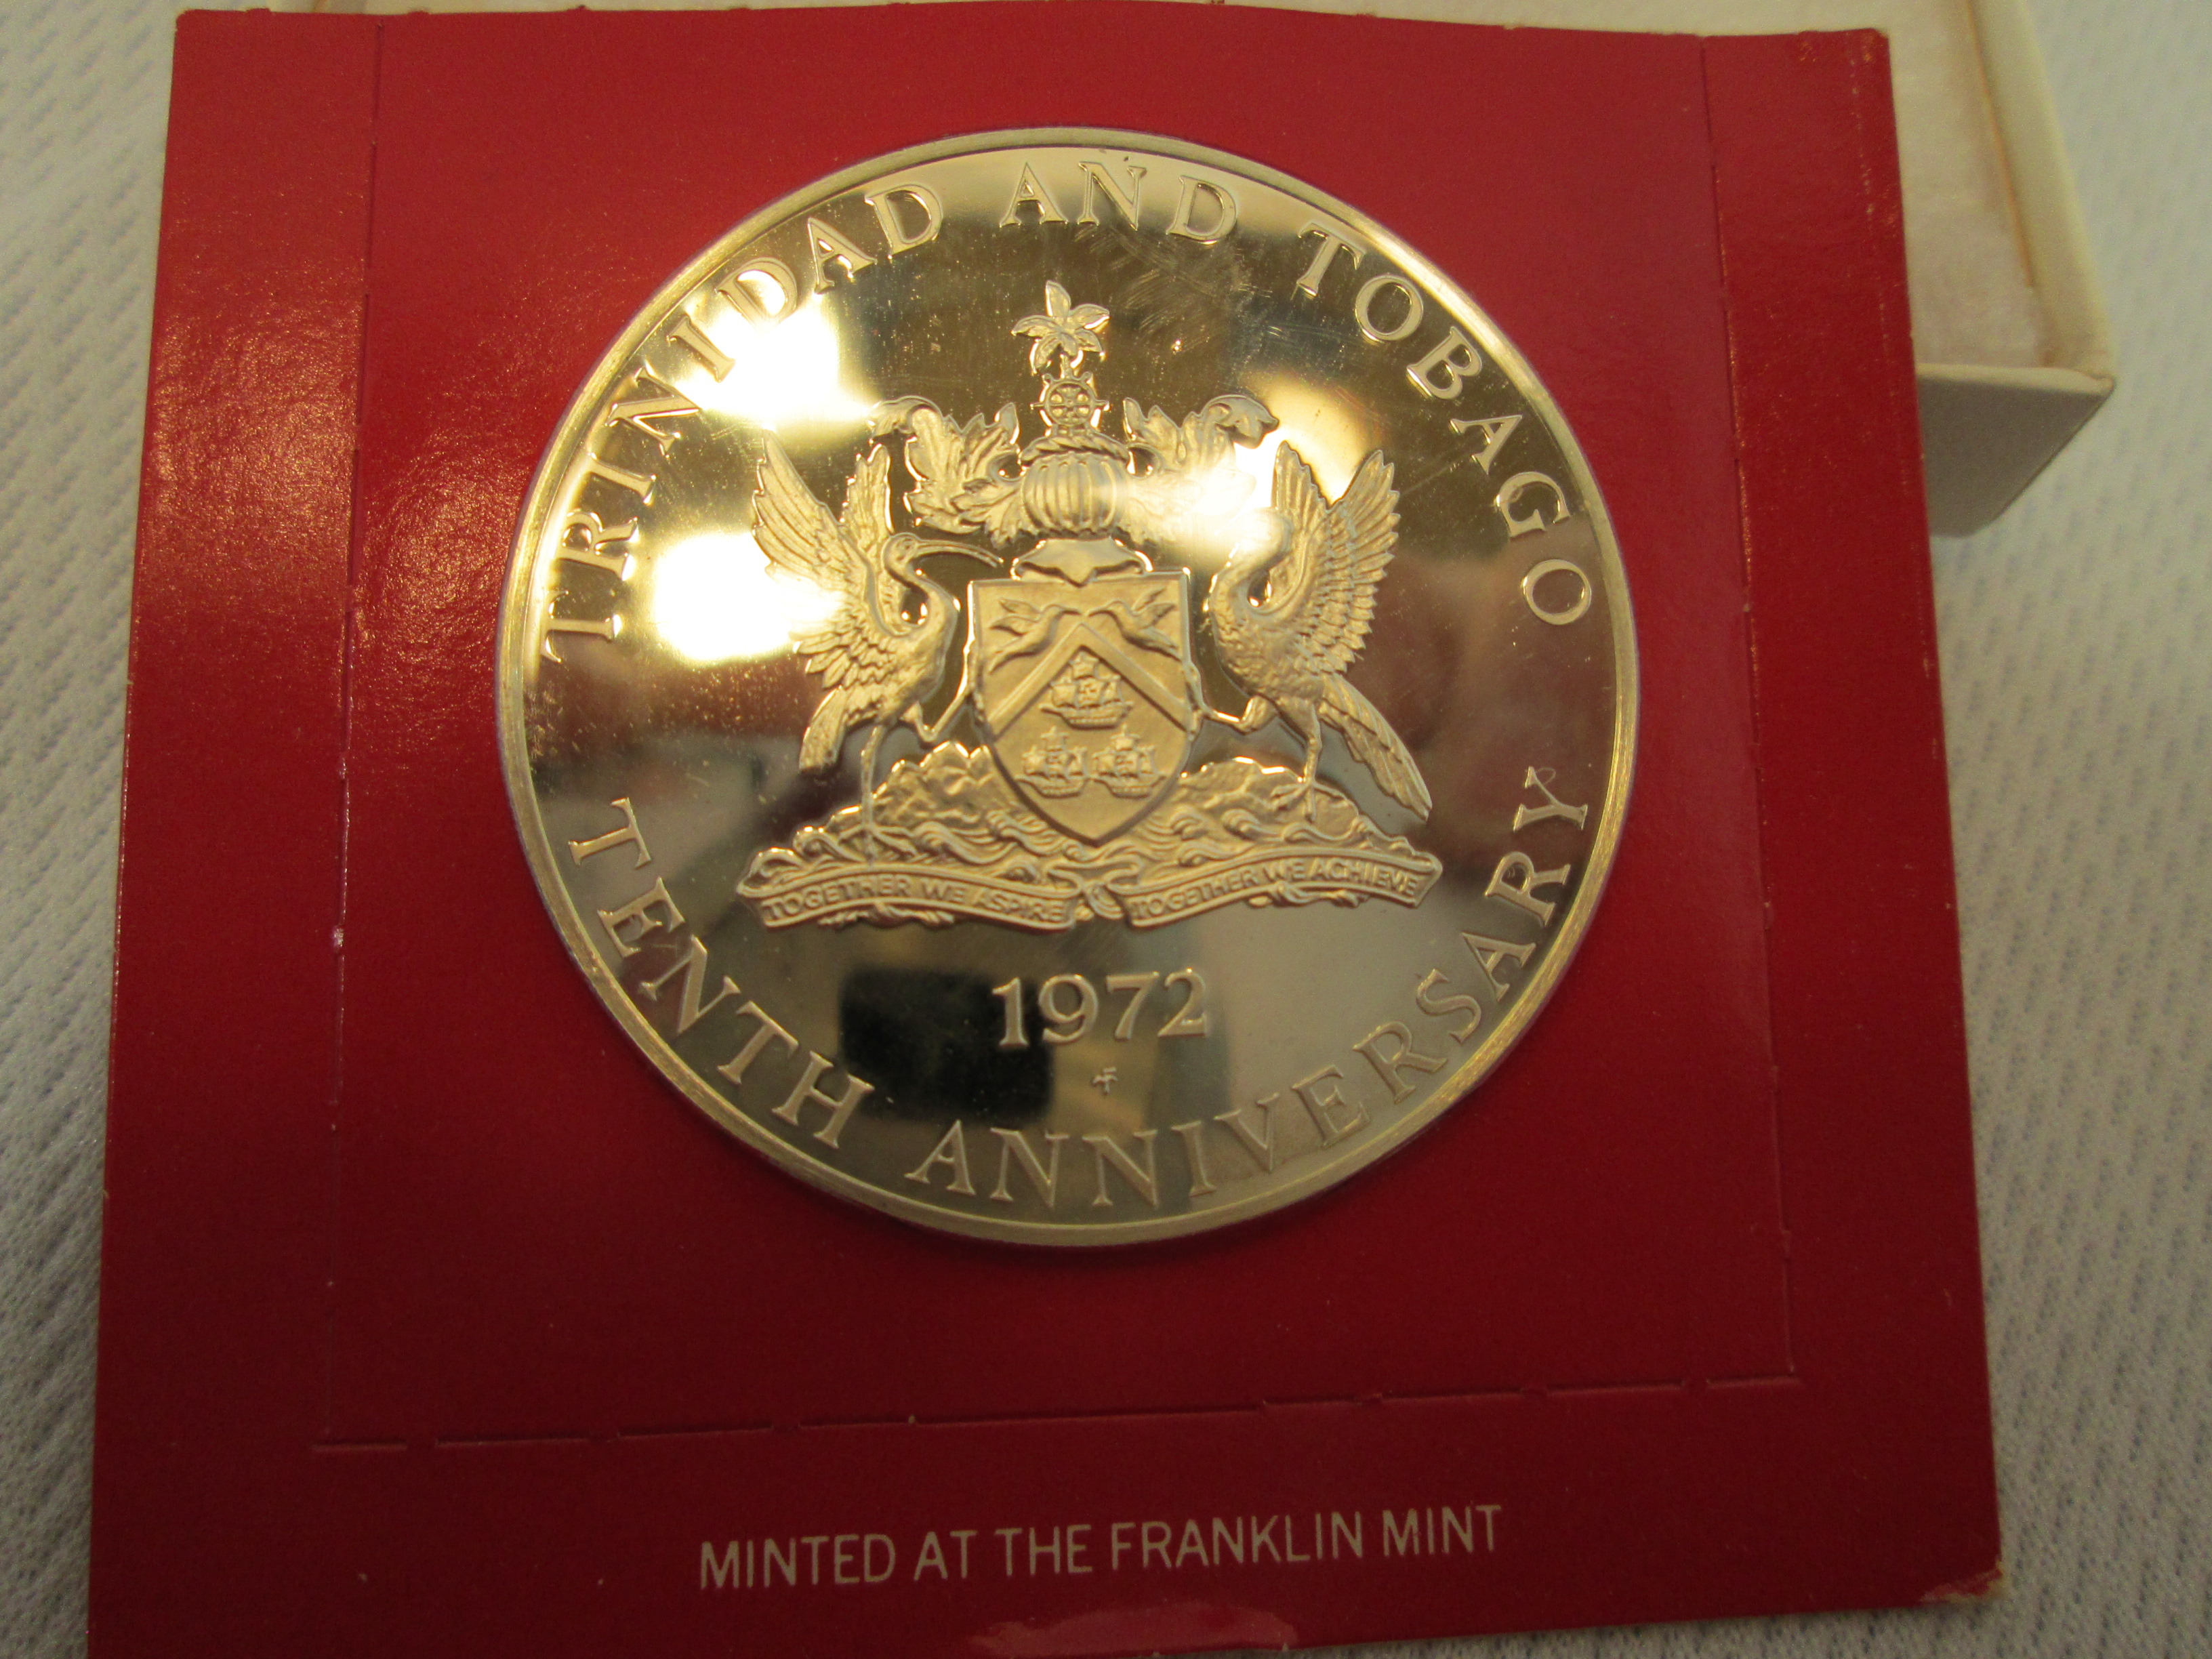 TRINIDAD AND TOBAGO
TOGETHER WE ASPIRE TOGETHER WE ACHIEVE
1972
TENTH ANNIVERSARY
MINTED AT THE FRANKLIN MINT